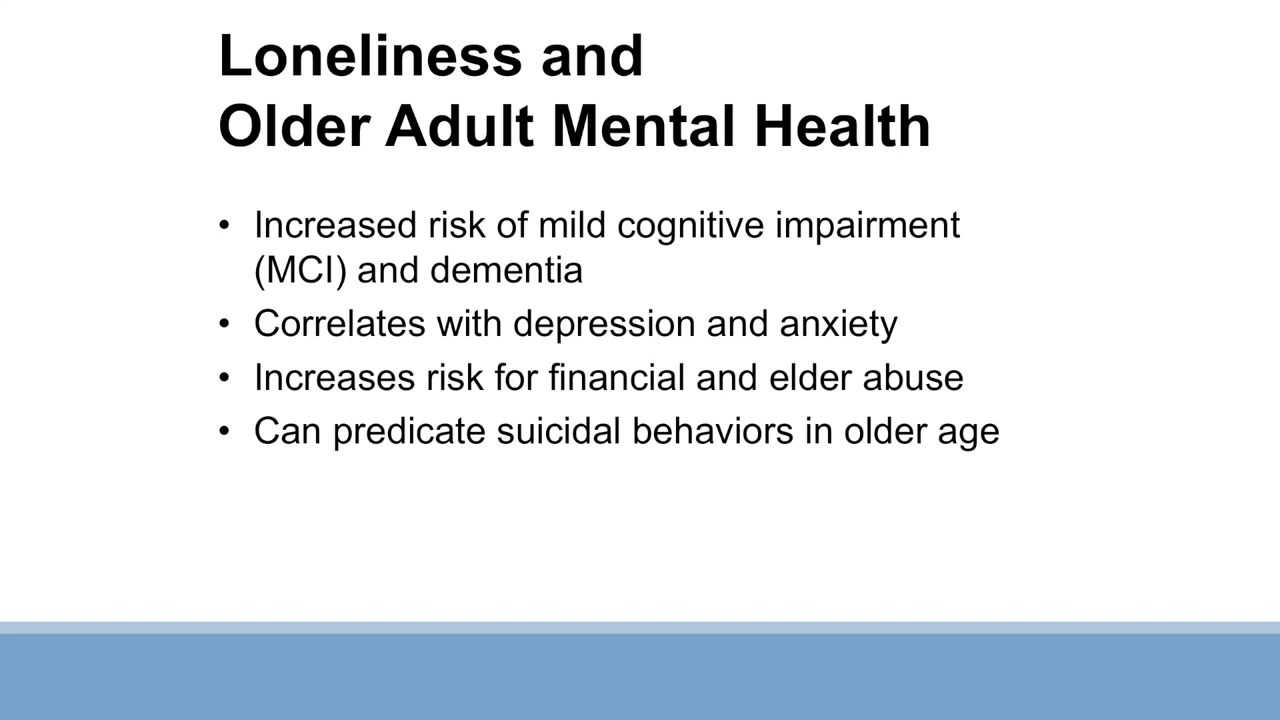 Loneliness and
Older Adult Mental Health
• Increased risk of mild cognitive impairment
(MCI) and dementia
• Correlates with depression and anxiety
• Increases risk for financial and elder abuse
• Can predicate suicidal behaviors in older age